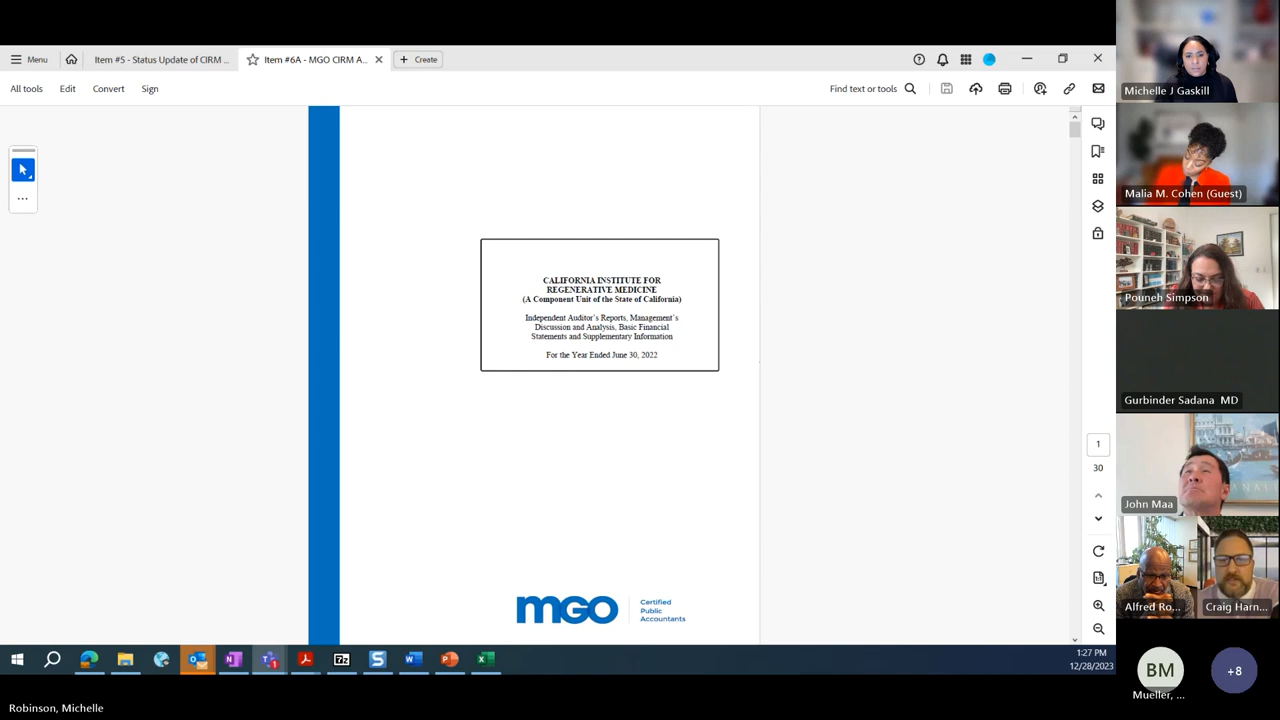 Menu
Item #5 - Status Update of CIRM ...
Item #6A - MGO CIRM A...
Create
All tools
Edit
Convert
Sign
Find text or tools
CALIFORNIA INSTITUTE FOR
REGENERATIVE MEDICINE
(A Component Unit of the State of California)
Independent Auditor's Reports, Management's
Discussion and Analysis, Basic Financial
Statements and Supplementary Information
For the Year Ended June 30, 2022
mgo
Certified
Public
Accountants
1
30
1:27 PM
12/28/2023
Robinson, Michelle
Michelle J Gaskill
Malia M. Cohen (Guest)
Pouneh Simpson
Gurbinder Sadana MD
John Maa
Alfred Ro...
Craig Harn...
BM
Mueller, ...
+8